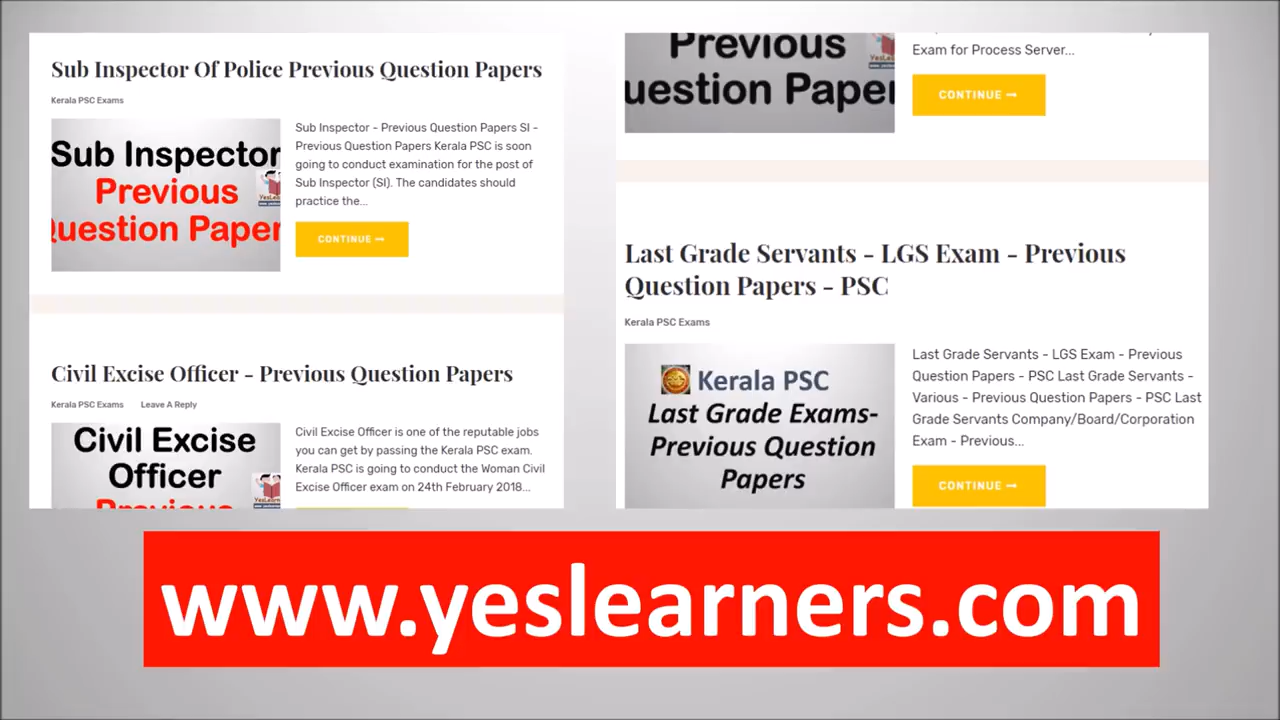 Sub Inspector Of Police Previous Question Papers
Kerala PSC Exams
Sub Inspector
Previous
Question Paper
Sub Inspector - Previous Question Papers SI -
Previous Question Papers Kerala PSC is soon
going to conduct examination for the post of
Sub Inspector (SI). The candidates should
practice the...
CONTINUE
Civil Excise Officer - Previous Question Papers
Kerala PSC Exams Leave A Reply
Civil Excise
Officer
Previous
YesLearn
Civil Excise Officer is one of the reputable jobs
you can get by passing the Kerala PSC exam.
Kerala PSC is going to conduct the Woman Civil
Excise Officer exam on 24th February 2018...
Previous
uestion Paper
Exam for Process Server...
CONTINUE
Last Grade Servants - LGS Exam - Previous
Question Papers - PSC
Kerala PSC Exams
Kerala PSC
Last Grade Exams-
Previous Question
Papers
Last Grade Servants - LGS Exam - Previous
Question Papers - PSC Last Grade Servants -
Various - Previous Question Papers - PSC Last
Grade Servants Company/Board/Corporation
Exam - Previous...
CONTINUE
www.yeslearners.com